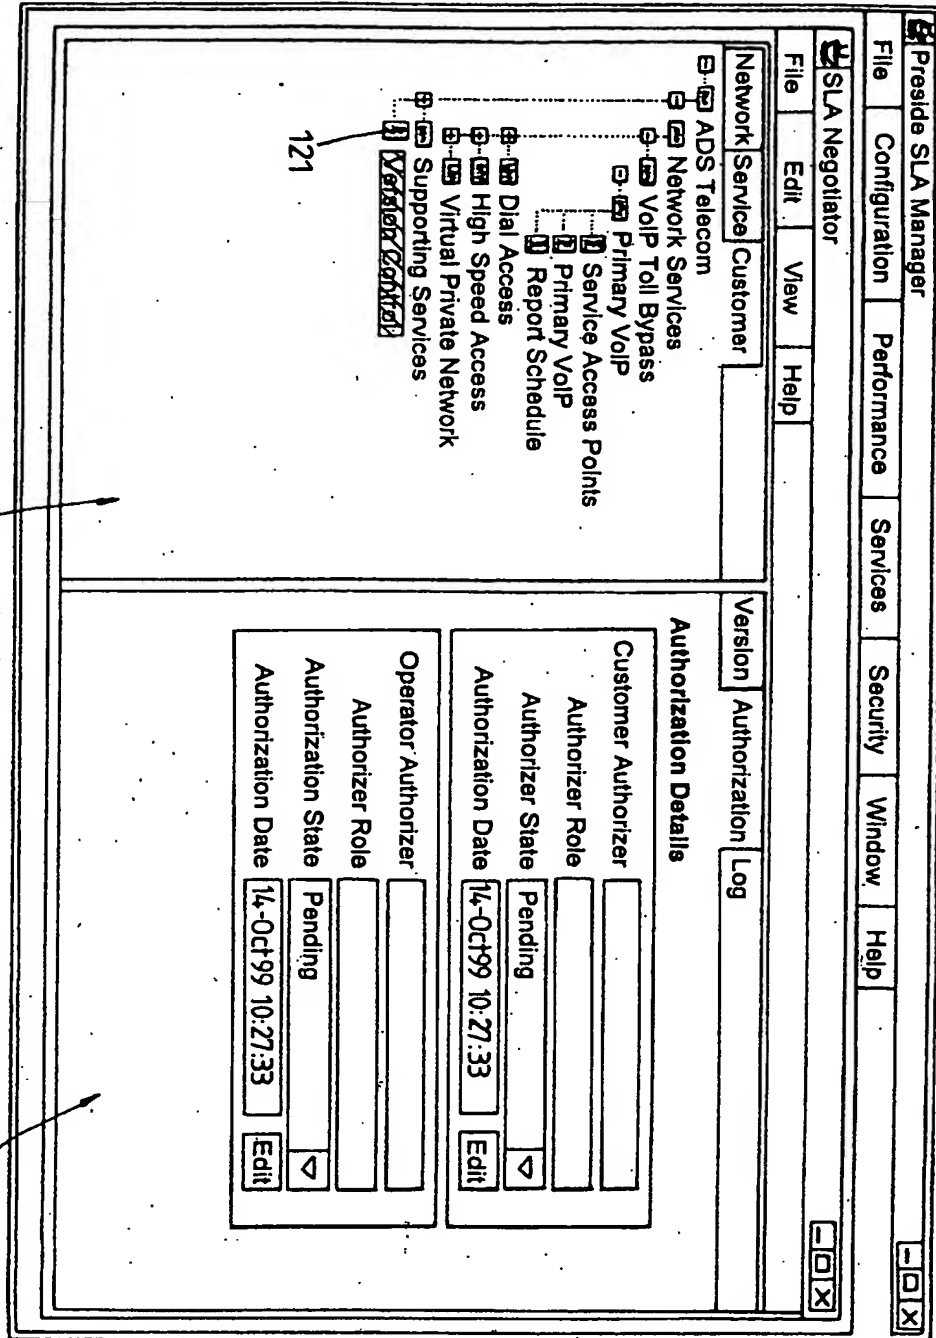 Preside SLA Manager
File Configuration Performance Services Security Window Help
SLA Negotiator
File Edit View Help
Network Service Customer
ADS Telecom
Network Services
VoIP Toll Bypass
Primary VoIP
Service Access Points
Primary VoIP
Report Schedule
Dial Access
High Speed Access
Virtual Private Network
Supporting Services
Version Control
121
Version Authorization Log
Authorization Details
Customer Authorizer
Authorizer Role
Authorizer State Pending
Authorization Date 14-Oct99 10:27:33 Edit
Operator Authorizer
Authorizer Role
Authorization State Pending
Authorization Date 14-Oct99 10:27:33 Edit